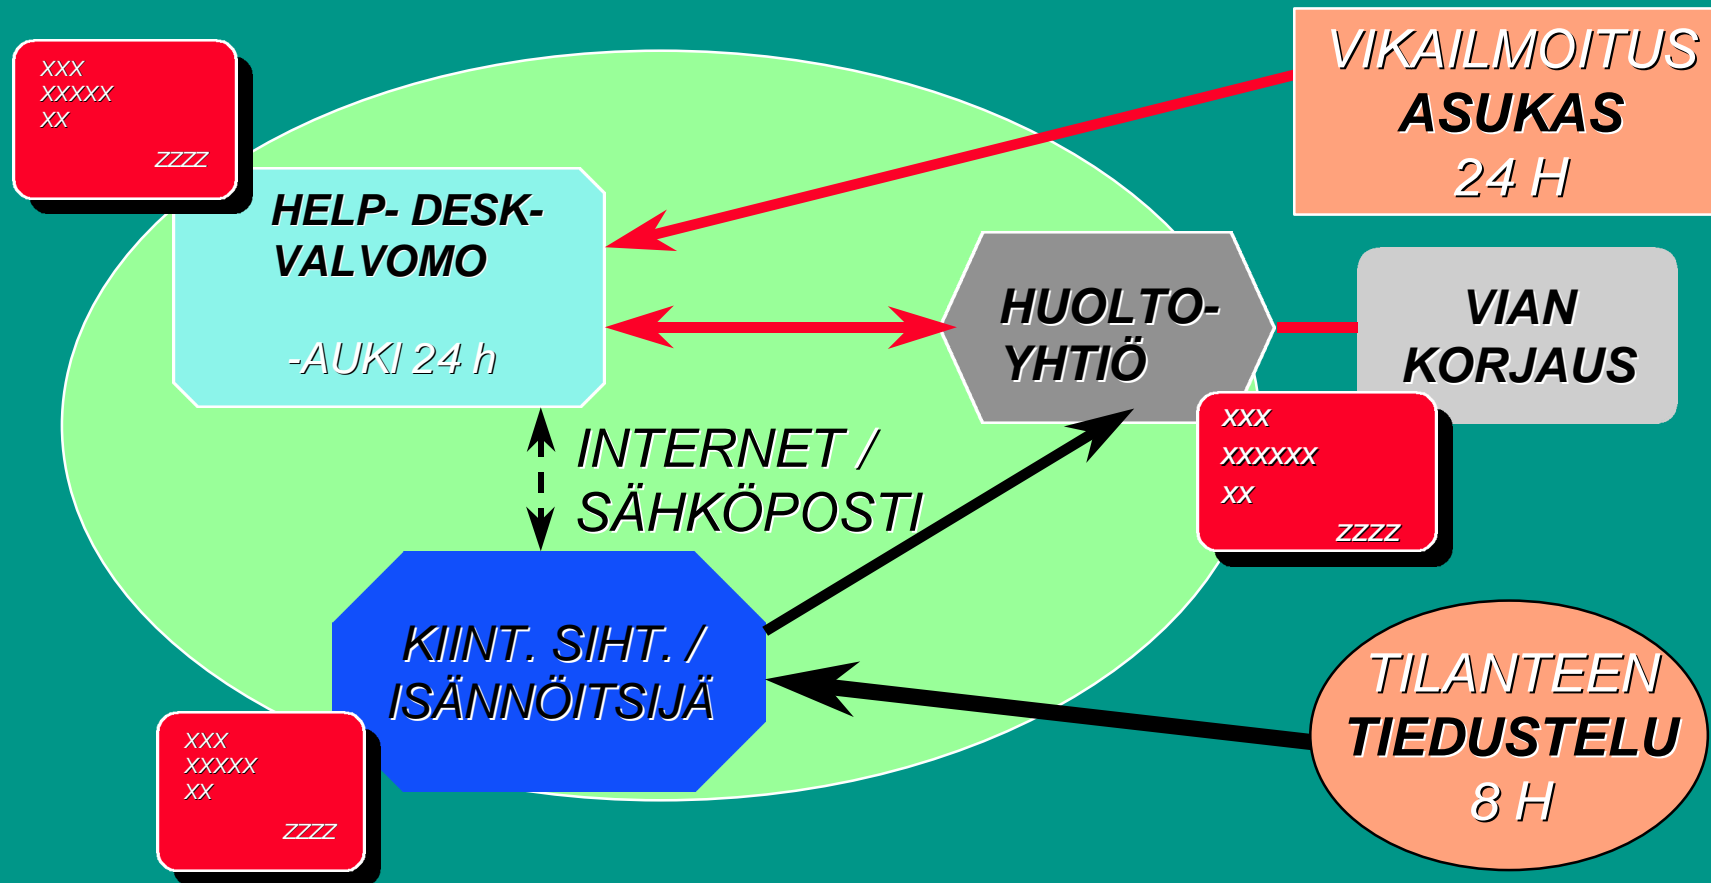 xxx
xxxxx
xx
zzzz
VIKAILMOITUS
ASUKAS
24 H
HELP- DESK-
VALVOMO
-AUKI 24 h
HUOLTO-
YHTIÖ
VIAN
KORJAUS
xxx
xxxxxx
xx
zzzz
INTERNET /
SÄHKÖPOSTI
KIINT. SIHT. /
ISÄNNÖITSIJÄ
TILANTEEN
TIEDUSTELU
8 H
xxx
xxxxx
xx
zzzz